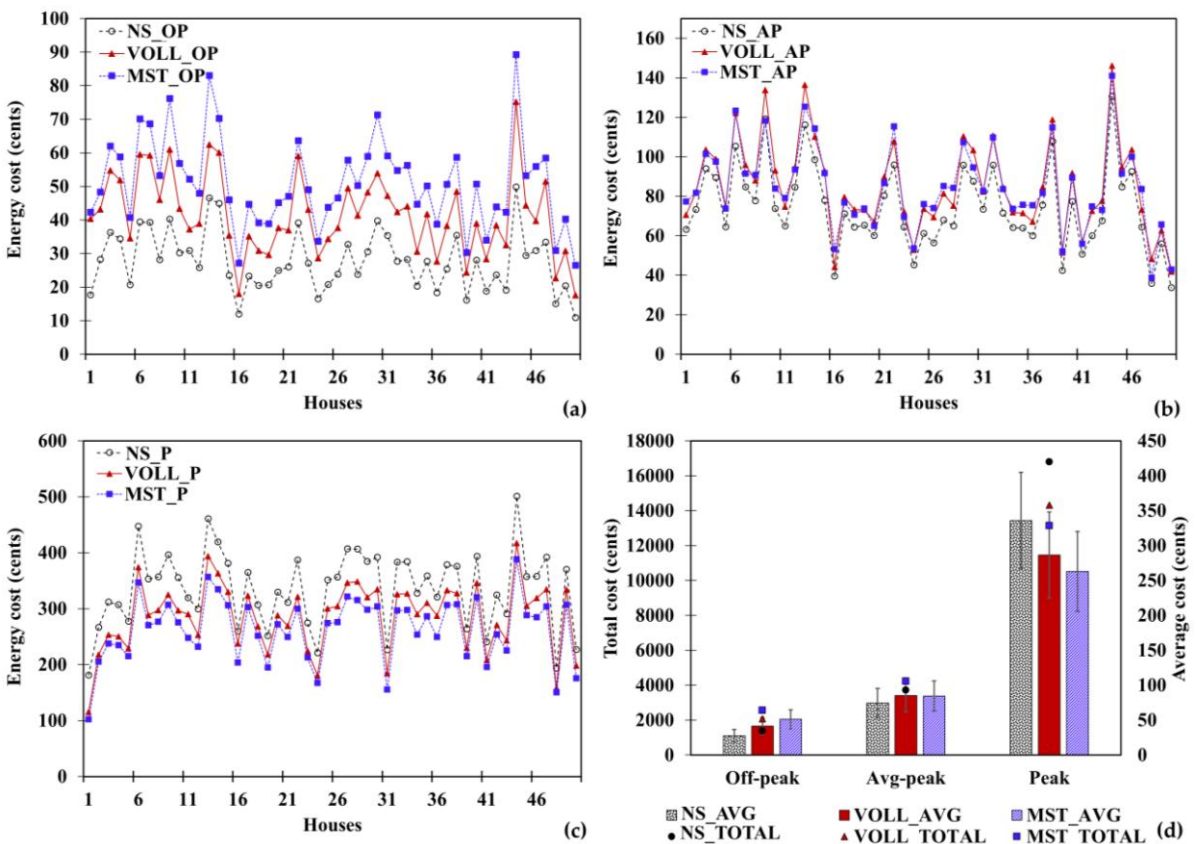 100
90
80
70
60
50
40
30
20
10
0
Energy cost (cents)
NS_OP
VOLL_OP
MST_OP
1 6 11 16 21 26 31 36 41 46
Houses
(a)
160
140
120
100
80
60
40
20
0
Energy cost (cents)
NS_AP
VOLL_AP
MST_AP
1 6 11 16 21 26 31 36 41 46
Houses
(b)
600
500
400
300
200
100
0
Energy cost (cents)
NS_P
VOLL_P
MST_P
1 6 11 16 21 26 31 36 41 46
Houses
(c)
18000
16000
14000
12000
10000
8000
6000
4000
2000
0
Total cost (cents)
450
400
350
300
250
200
150
100
50
0
Average cost (cents)
Off-peak Avg-peak Peak
NS_AVG VOLL_AVG MST_AVG
NS_TOTAL VOLL_TOTAL MST_TOTAL
(d)